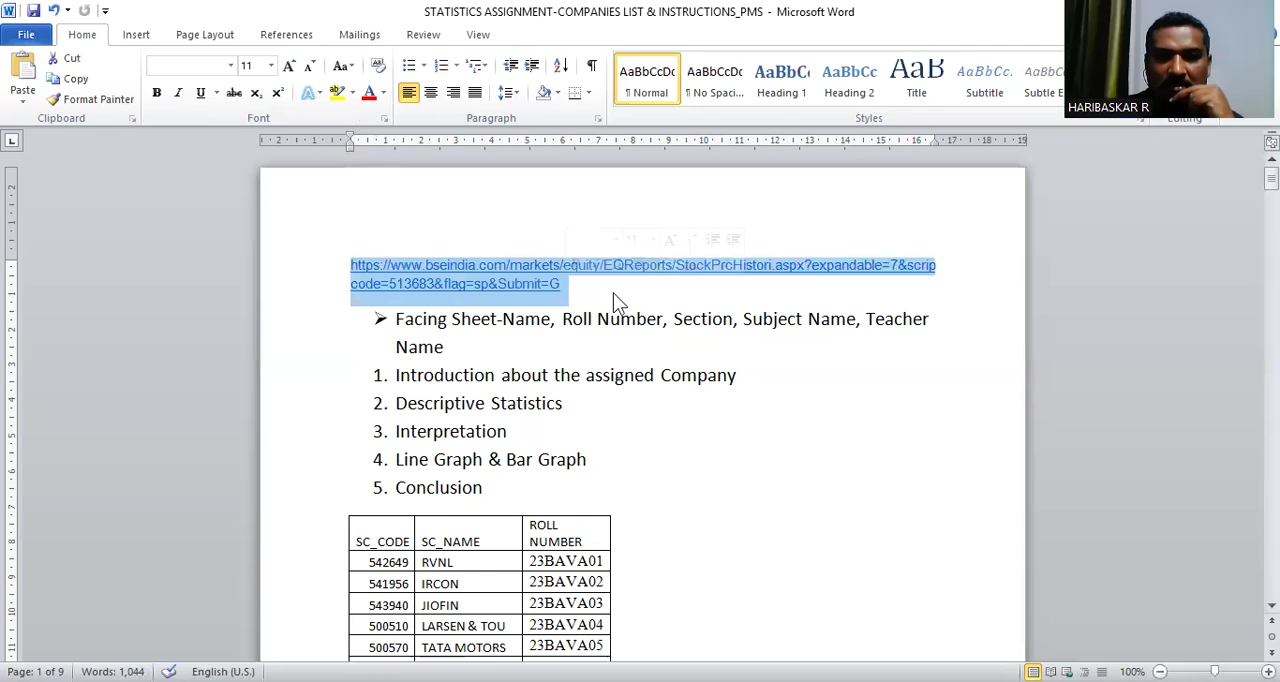 STATISTICS ASSIGNMENT-COMPANIES LIST & INSTRUCTIONS_PMS - Microsoft Word
File Home Insert Page Layout References Mailings Review View
Cut
Copy
Format Painter
Paste
Clipboard
11
Font
Paragraph
AaBbCcDc AaBbCcDc AaBbC AaBbCc AaB AaBbCcD
¶ Normal ¶ No Spaci... Heading 1 Heading 2 Title Subtitle Subtle E
Styles
Editing
HARIBASKAR R
https://www.bseindia.com/markets/equity/EQReports/StockPrcHistori.aspx?expandable=7&scrip
code=513683&flag=sp&Submit=G
➢ Facing Sheet-Name, Roll Number, Section, Subject Name, Teacher
Name
1. Introduction about the assigned Company
2. Descriptive Statistics
3. Interpretation
4. Line Graph & Bar Graph
5. Conclusion
SC_CODE SC_NAME ROLL NUMBER
542649 RVNL 23BAVA01
541956 IRCON 23BAVA02
543940 JIOFIN 23BAVA03
500510 LARSEN & TOU 23BAVA04
500570 TATA MOTORS 23BAVA05
Page: 1 of 9 Words: 1,044 English (U.S.) 100%